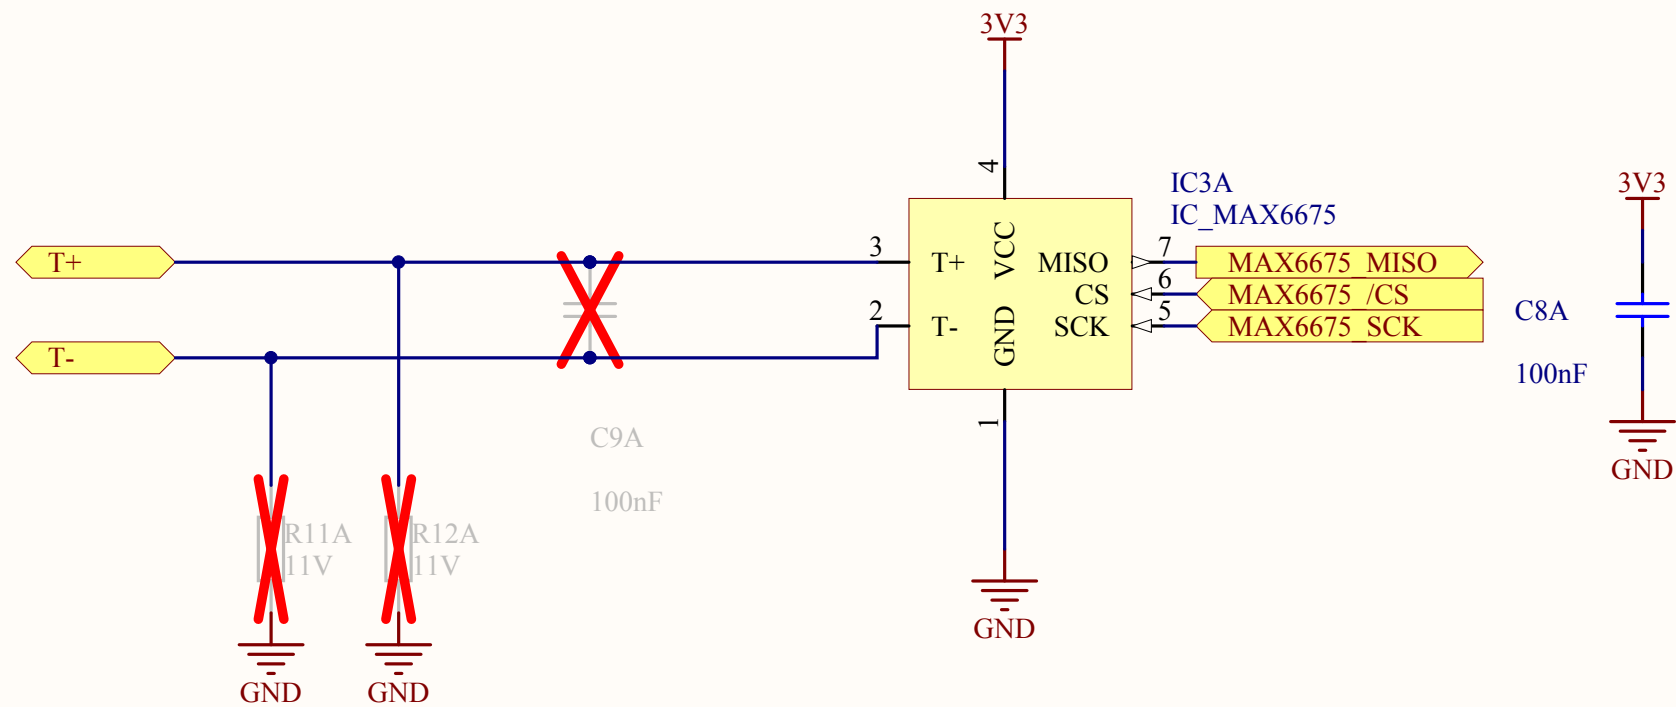 3V3
4
IC3A
IC_MAX6675
3V3
T+
3
T+
VCC
MISO
7
MAX6675_MISO
CS
6
MAX6675_/CS
2
T-
GND
SCK
5
MAX6675_SCK
C8A
T-
100nF
1
C9A
GND
100nF
R11A
11V
R12A
11V
GND
GND
GND